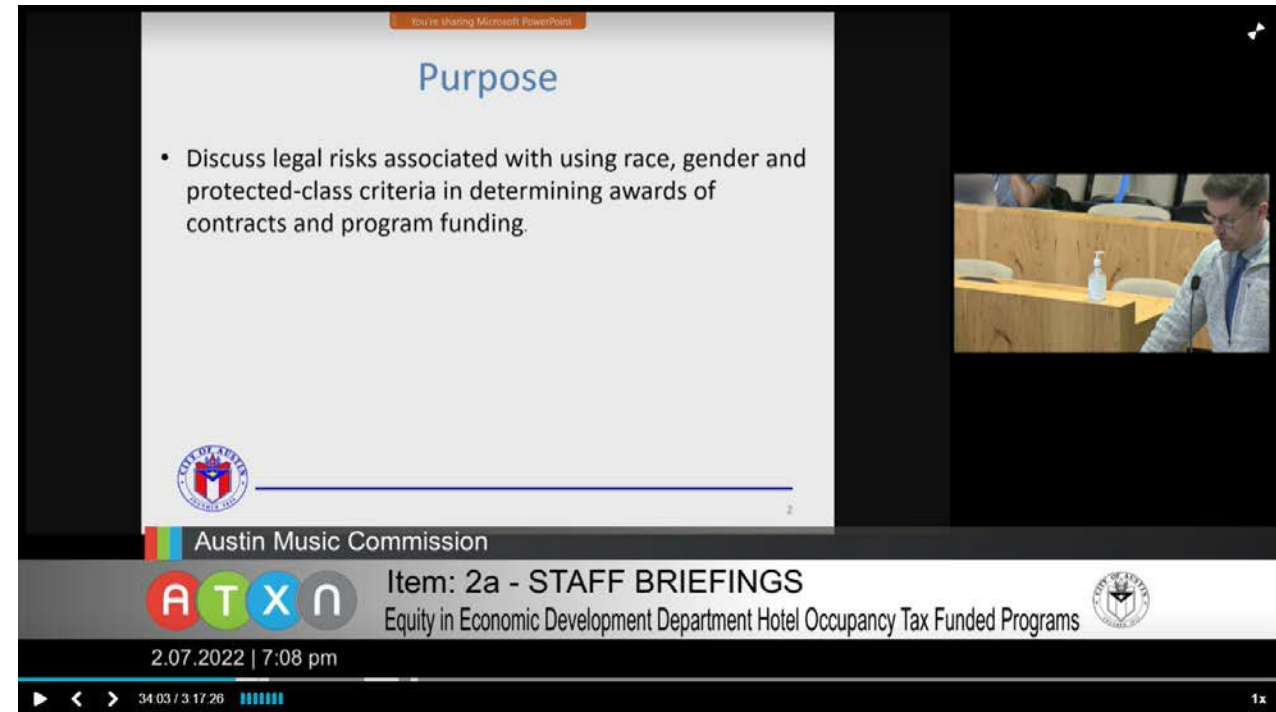 You're sharing Microsoft PowerPoint
Purpose
• Discuss legal risks associated with using race, gender and
protected-class criteria in determining awards of
contracts and program funding.
CITY OF AUSTIN
2
Austin Music Commission
ATXN
Item: 2a - STAFF BRIEFINGS
Equity in Economic Development Department Hotel Occupancy Tax Funded Programs
2.07.2022 | 7:08 pm
34:03 / 3:17:26
1x